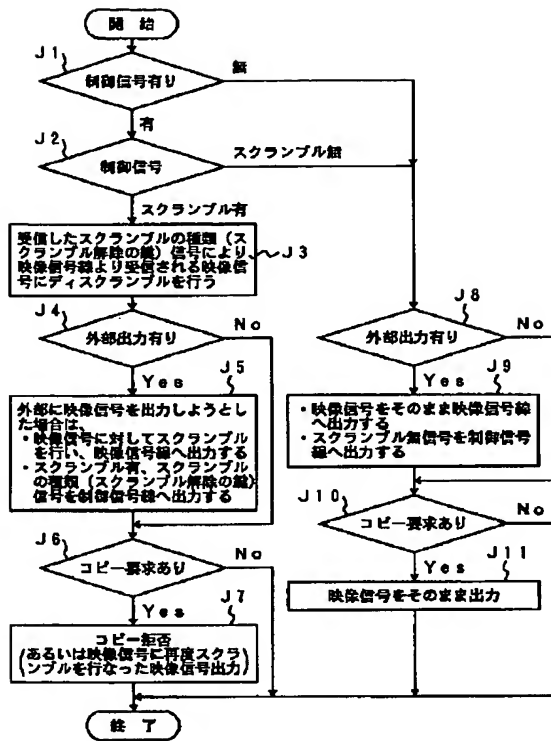 開始
J1
制御信号有り
無
有
J2
制御信号
スクランブル無
スクランブル有
受信したスクランブルの種類(ス
クランブル解除の鍵)信号により
映像信号線より受信される映像信
号にディスクランブルを行う
J3
J4
外部出力有り
No
Yes
J5
外部に映像信号を出力しようとし
た場合は、
・映像信号に対してスクランブル
を行い、映像信号線へ出力する
・スクランブル有、スクランブル
の種類(スクランブル解除の鍵)
信号を制御信号線へ出力する
J6
コピー要求あり
No
Yes
J7
コピー拒否
(あるいは映像信号に再度スクラ
ンブルを行なった映像信号出力)
終了
J8
外部出力有り
No
Yes
J9
・映像信号をそのまま映像信号線
へ出力する
・スクランブル無信号を制御信号
線へ出力する
J10
コピー要求あり
No
Yes
J11
映像信号をそのまま出力